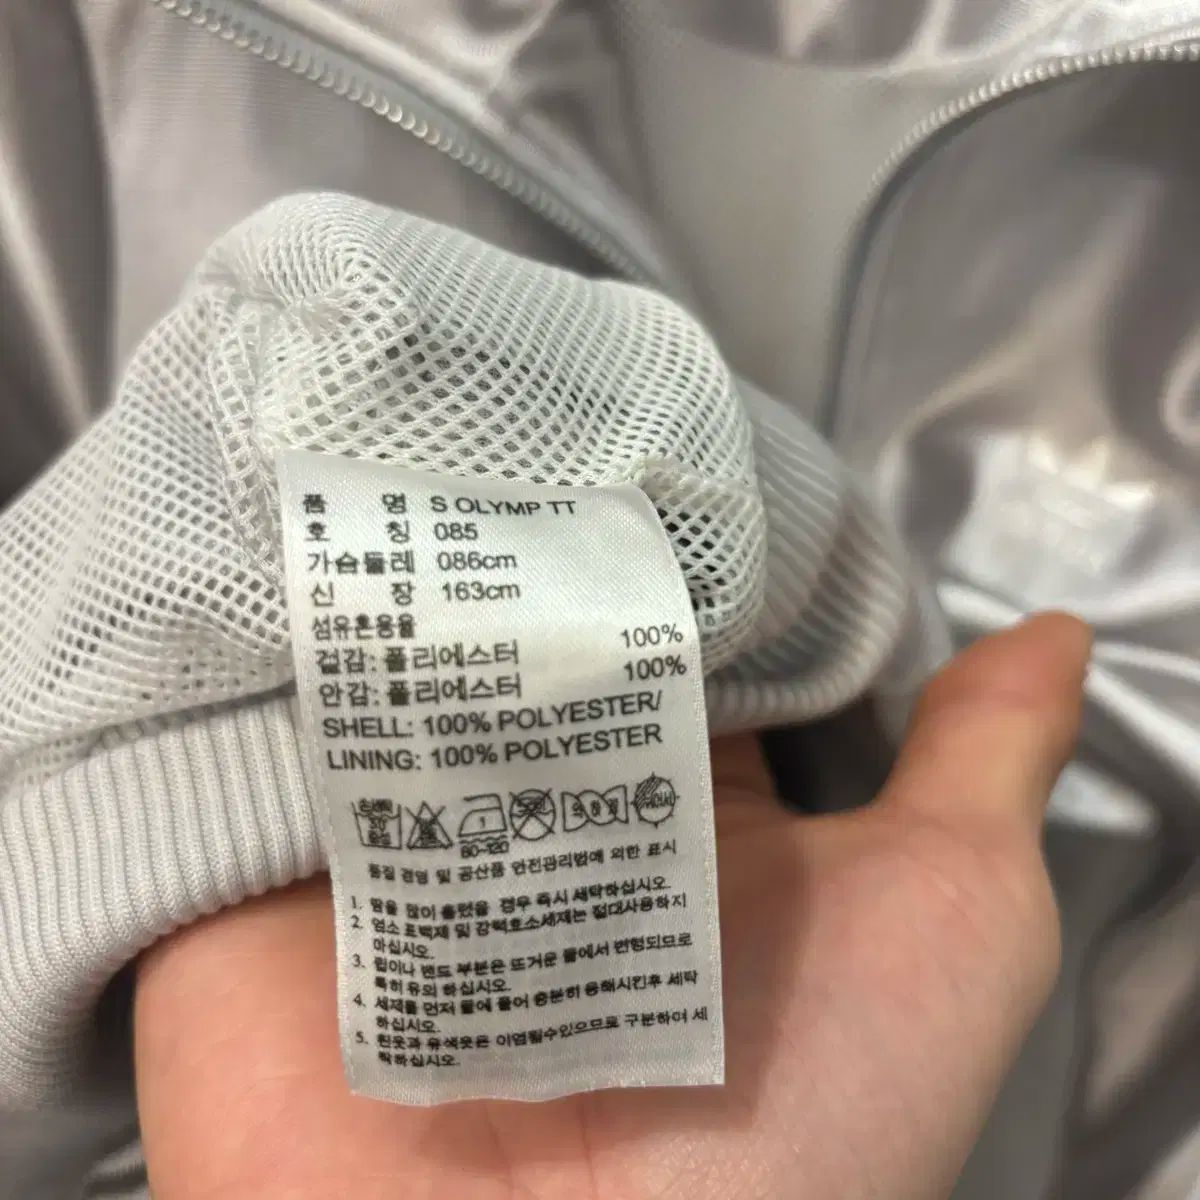 품 명 S OLYMP TT
호 칭 085
가슴둘레 086cm
신 장 163cm
섬유혼용율
겉감: 폴리에스터 100%
안감: 폴리에스터 100%
SHELL: 100% POLYESTER/
LINING: 100% POLYESTER
80-120
품질 경영 및 공산품 안전관리법에 의한 표시
1. 땀을 많이 흘렸을 경우 즉시 세탁하십시오.
2. 염소 표백제 및 강력효소세제는 절대사용하지
마십시오.
3. 립이나 밴드 부분은 뜨거운 물에서 변형되므로
특히유의 하십시오.
4. 세제를 먼저 물에 풀어 충분히 용해시킨후 세탁
하십시오.
5. 흰옷과 유색옷은 이염될수있으므로 구분하여 세
탁하십시오.